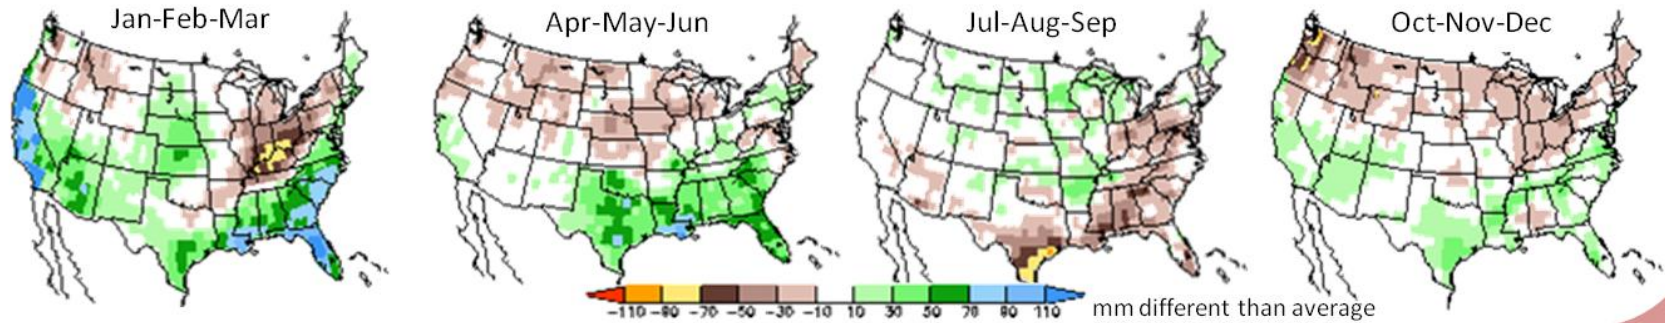 Jan-Feb-Mar
Apr-May-Jun
Jul-Aug-Sep
Oct-Nov-Dec
-110 -90 -70 -50 -30 -10 10 30 50 70 90 110 mm different than average